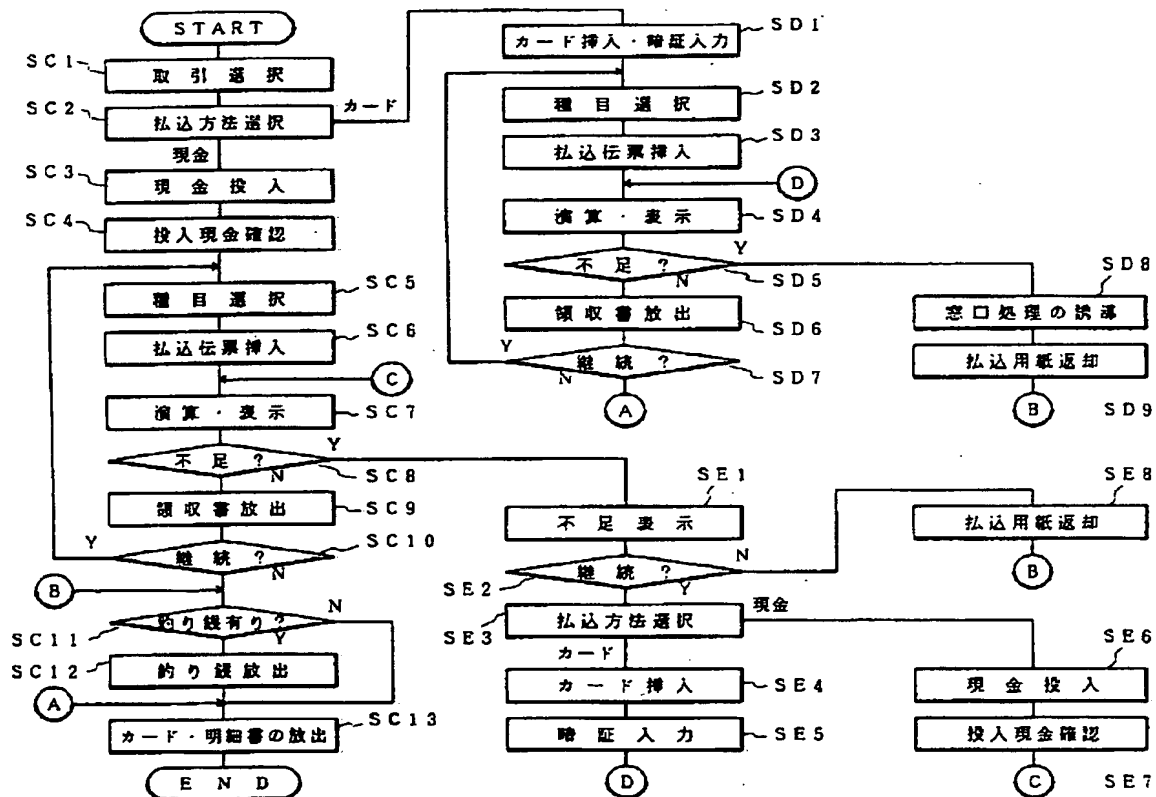 START
SC1
取引選択
SC2
払込方法選択
カード
現金
SC3
現金投入
SC4
投入現金確認
SC5
種目選択
SC6
払込伝票挿入
C
SC7
演算・表示
不足?
Y
N
SC8
領収書放出
SC9
継続?
Y
N
SC10
B
釣り銭有り?
N
Y
SC11
釣り銭放出
SC12
A
カード・明細書の放出
SC13
END
カード挿入・暗証入力
SD1
種目選択
SD2
払込伝票挿入
SD3
D
演算・表示
SD4
不足?
Y
N
SD5
領収書放出
SD6
継続?
Y
N
SD7
A
SD8
窓口処理の誘導
払込用紙返却
B
SD9
SE1
不足表示
継続?
N
Y
SE2
払込方法選択
現金
SE3
カード
カード挿入
SE4
暗証入力
SE5
D
SE8
払込用紙返却
B
SE6
現金投入
投入現金確認
C
SE7